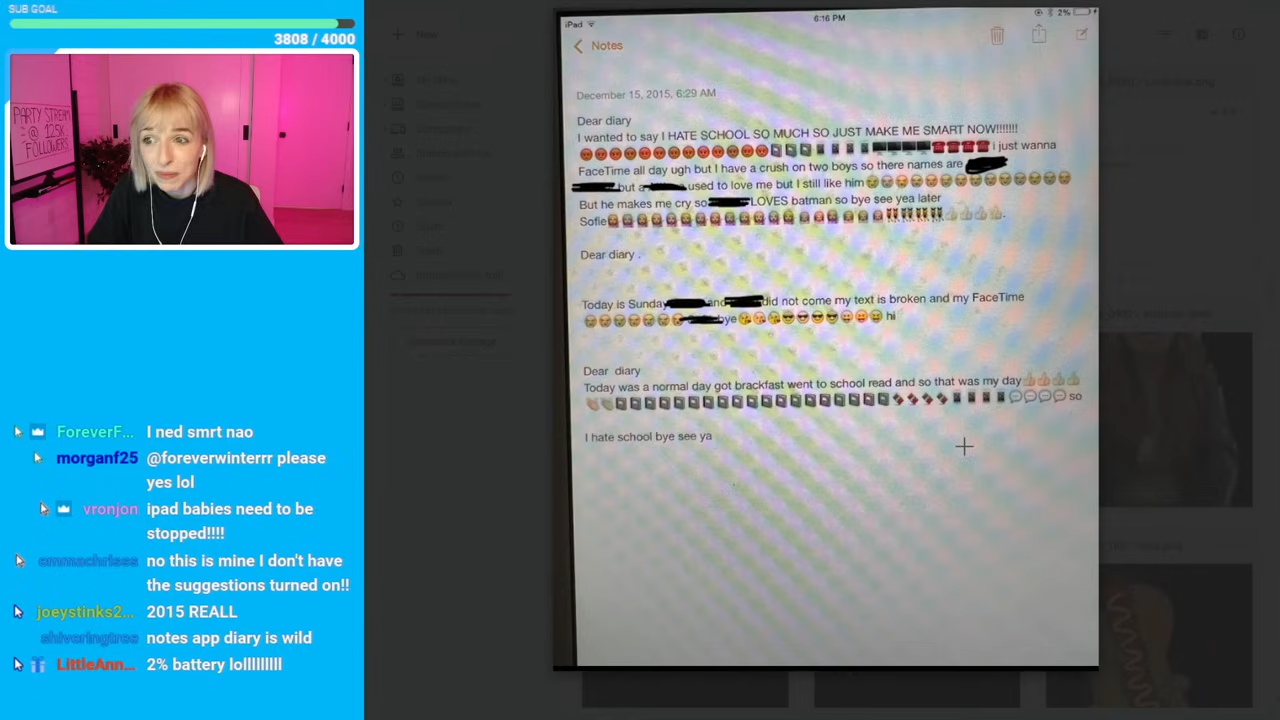 SUB GOAL
3808 / 4000
PARTY STREAM
@ 125K
FOLLOWERS
ForeverF... I ned smrt nao
morganf25 @foreverwinterrr please
yes lol
vronjon ipad babies need to be
stopped!!!!
emmachrisss no this is mine I don't have
the suggestions turned on!!
joeystinks2... 2015 REALL
shiveringtree notes app diary is wild
LittleAnn... 2% battery lolllllllll
iPad 6:16 PM 2%
Notes
December 15, 2015, 6:29 AM
Dear diary
I wanted to say I HATE SCHOOL SO MUCH SO JUST MAKE ME SMART NOW!!!!!!!
😡😡😡😡😡😡😡😡😡😡😡😡😡📓📓📓📱📱📱📱☎️☎️☎️☎️ i just wanna
FaceTime all day ugh but I have a crush on two boys so there names are
but a used to love me but I still like him😢😢😭😭😭😭😭😭😭😭😭😭😭😭
But he makes me cry so LOVES batman so bye see yea later
Sofie
Dear diary .
Today is Sunday and did not come my text is broken and my FaceTime
😭😭😭😭😭😭😭 bye😘😘😘😎😎😎😎😛😛😝 hi
Dear diary
Today was a normal day got brackfast went to school read and so that was my day👍👍👍👍
so
I hate school bye see ya
New